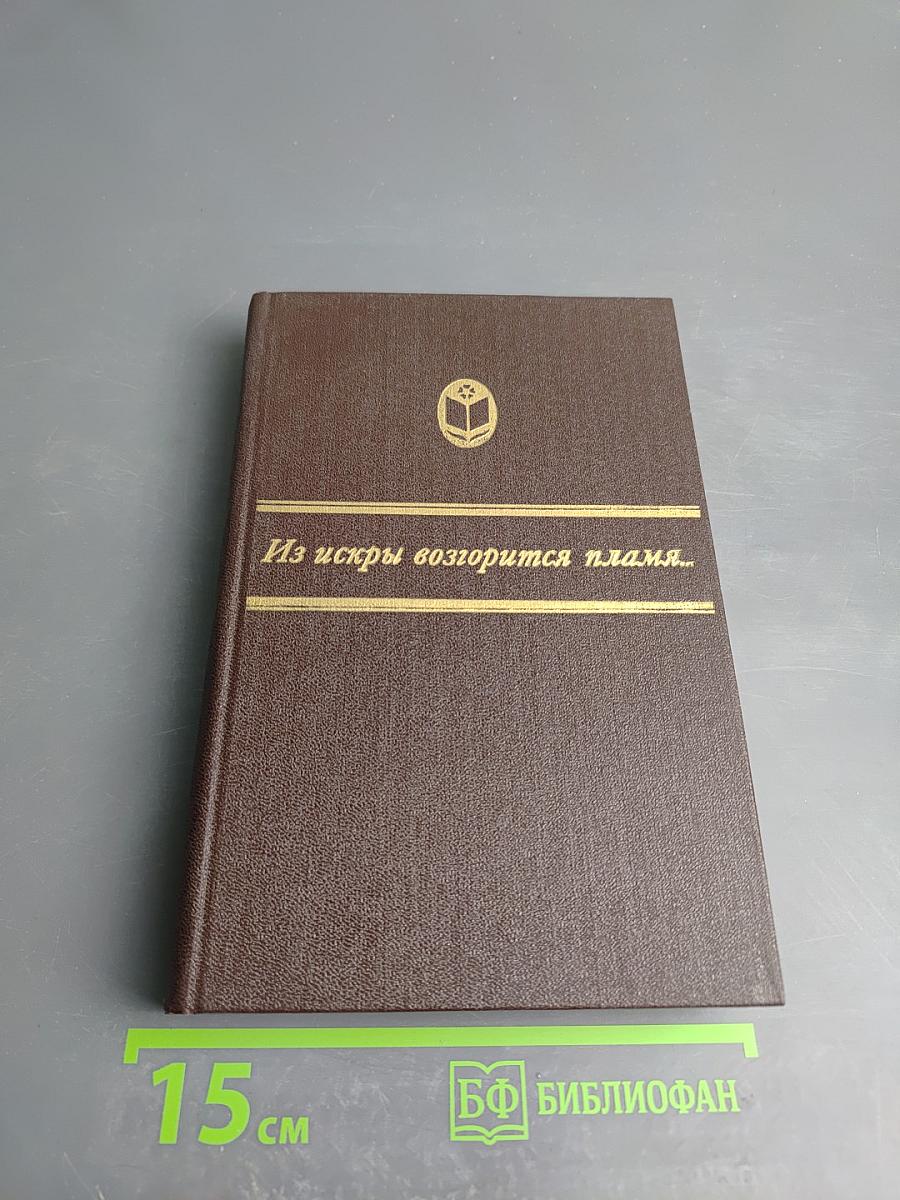 Из искры возгорится пламя...
15 см
БФ БИБЛИОФАН